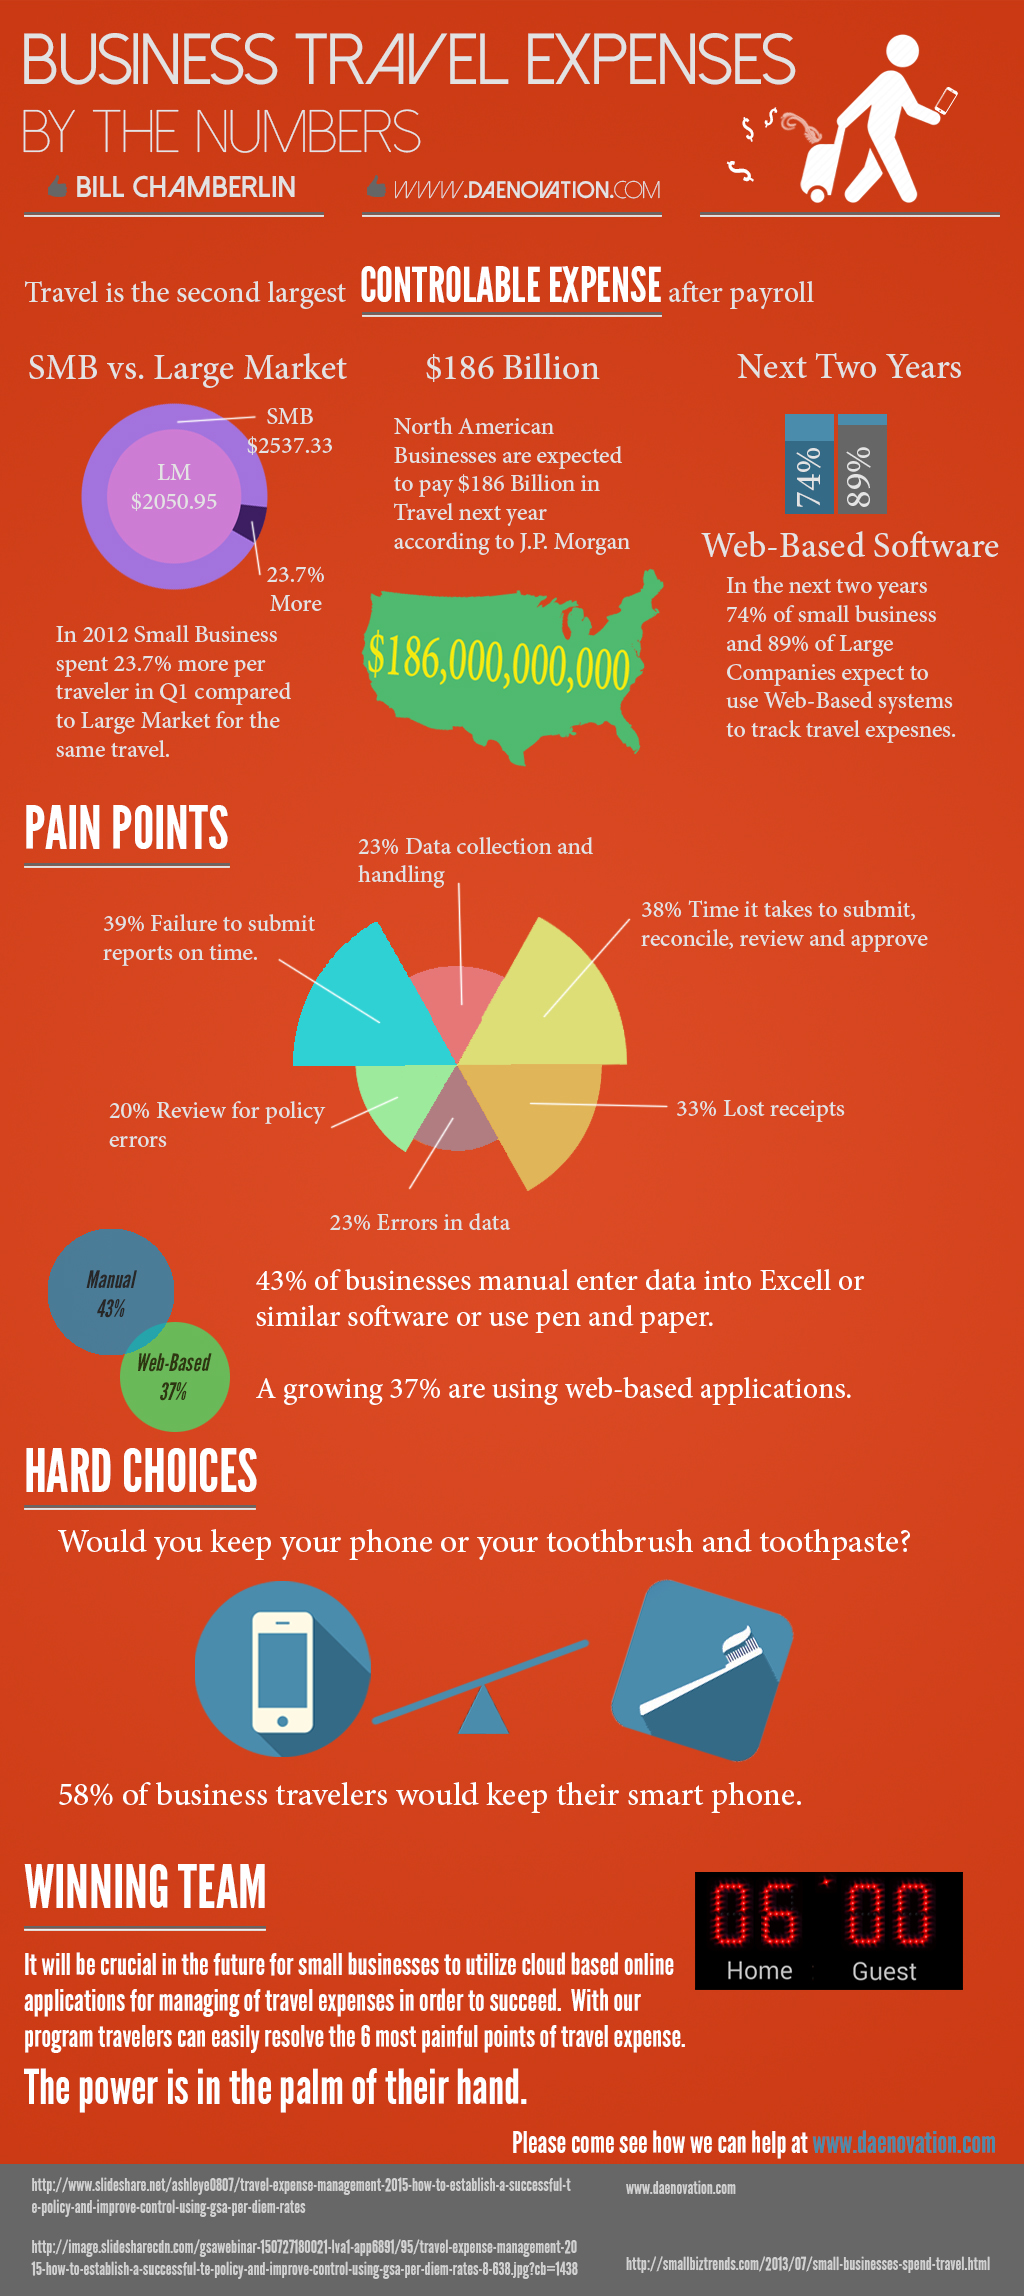 BUSINESS TRAVEL EXPENSES
BY THE NUMBERS
BILL CHAMBERLIN
WWW.DAENOVATION.COM
Travel is the second largest CONTROLABLE EXPENSE after payroll
SMB vs. Large Market
SMB
$2537.33
LM
$2050.95
23.7%
More
In 2012 Small Business
spent 23.7% more per
traveler in Q1 compared
to Large Market for the
same travel.
$186 Billion
North American
Businesses are expected
to pay $186 Billion in
Travel next year
according to J.P. Morgan
$186,000,000,000
Next Two Years
74%
89%
Web-Based Software
In the next two years
74% of small business
and 89% of Large
Companies expect to
use Web-Based systems
to track travel expesnes.
PAIN POINTS
23% Data collection and
handling
38% Time it takes to submit,
reconcile, review and approve
39% Failure to submit
reports on time.
20% Review for policy
errors
33% Lost receipts
23% Errors in data
Manual
43%
Web-Based
37%
43% of businesses manual enter data into Excell or
similar software or use pen and paper.
A growing 37% are using web-based applications.
HARD CHOICES
Would you keep your phone or your toothbrush and toothpaste?
58% of business travelers would keep their smart phone.
WINNING TEAM
06 00
Home Guest
It will be crucial in the future for small businesses to utilize cloud based online
applications for managing of travel expenses in order to succeed. With our
program travelers can easily resolve the 6 most painful points of travel expense.
The power is in the palm of their hand.
Please come see how we can help at www.daenovation.com
http://www.slideshare.net/ashleye0807/travel-expense-management-2015-how-to-establish-a-successful-t
e-policy-and-improve-control-using-gsa-per-diem-rates
http://image.slidesharecdn.com/gsawebinar-150727180021-lva1-app6891/95/travel-expense-management-20
15-how-to-establish-a-successful-te-policy-and-improve-control-using-gsa-per-diem-rates-8-638.jpg?cb=1438
www.daenovation.com
http://smallbiztrends.com/2013/07/small-businesses-spend-travel.html